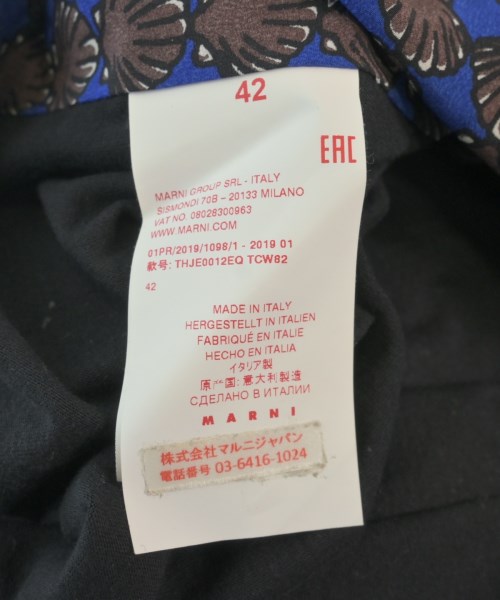 42
EAC
MARNI GROUP SRL - ITALY
SISMONDI 70B - 20133 MILANO
VAT NO. 08028300963
WWW.MARNI.COM
01PR/2019/1098/1 - 2019 01
款号: THJE0012EQ TCW82
42
MADE IN ITALY
HERGESTELLT IN ITALIEN
FABRIQUÉ EN ITALIE
HECHO EN ITALIA
イタリア製
原产国: 意大利製造
СДЕЛАНО В ИТАЛИИ
MARNI
株式会社マルニジャパン
電話番号 03-6416-1024